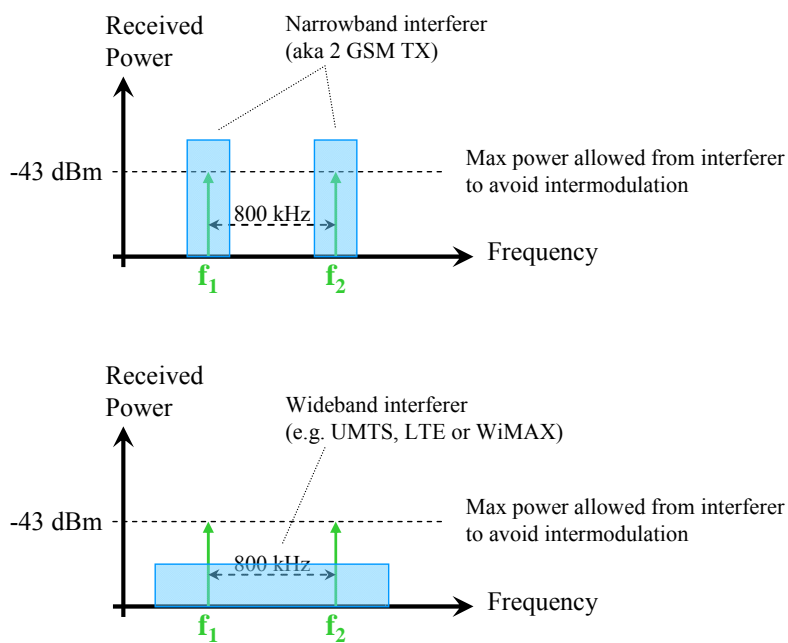 Received
Power
Narrowband interferer
(aka 2 GSM TX)
-43 dBm
Max power allowed from interferer
to avoid intermodulation
800 kHz
Frequency
f1
f2
Received
Power
Wideband interferer
(e.g. UMTS, LTE or WiMAX)
-43 dBm
Max power allowed from interferer
to avoid intermodulation
800 kHz
Frequency
f1
f2